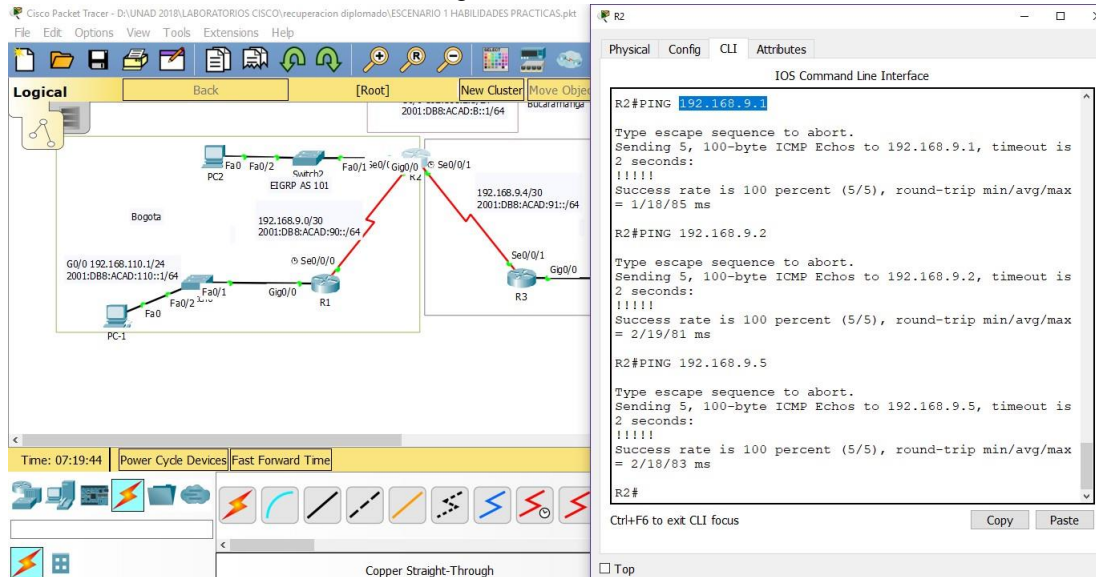 Cisco Packet Tracer - D:\UNAD 2018\LABORATORIOS CISCO\recuperacion diplomado\ESCENARIO 1 HABILIDADES PRACTICAS.pkt
File Edit Options View Tools Extensions Help
Logical
Back
[Root]
New Cluster
Move Objec
2001:DB8:ACAD:B::1/64
Bucaramanga
PC2
Fa0
Fa0/2
Switch2
Fa0/1
Gig0/0
Se0/0/1
EIGRP AS 101
Bogota
192.168.9.0/30
2001:DB8:ACAD:90::/64
192.168.9.4/30
2001:DB8:ACAD:91::/64
G0/0 192.168.110.1/24
2001:DB8:ACAD:110::1/64
Se0/0/0
Se0/0/1
Gig0/0
Fa0/1
Gig0/0
R1
R3
Fa0/2
Fa0
PC-1
Time: 07:19:44
Power Cycle Devices
Fast Forward Time
Copper Straight-Through
R2
Physical Config CLI Attributes
IOS Command Line Interface
R2#PING 192.168.9.1
Type escape sequence to abort.
Sending 5, 100-byte ICMP Echos to 192.168.9.1, timeout is
2 seconds:
!!!!!
Success rate is 100 percent (5/5), round-trip min/avg/max
= 1/18/85 ms
R2#PING 192.168.9.2
Type escape sequence to abort.
Sending 5, 100-byte ICMP Echos to 192.168.9.2, timeout is
2 seconds:
!!!!!
Success rate is 100 percent (5/5), round-trip min/avg/max
= 2/19/81 ms
R2#PING 192.168.9.5
Type escape sequence to abort.
Sending 5, 100-byte ICMP Echos to 192.168.9.5, timeout is
2 seconds:
!!!!!
Success rate is 100 percent (5/5), round-trip min/avg/max
= 2/18/83 ms
R2#
Ctrl+F6 to exit CLI focus
Copy
Paste
Top